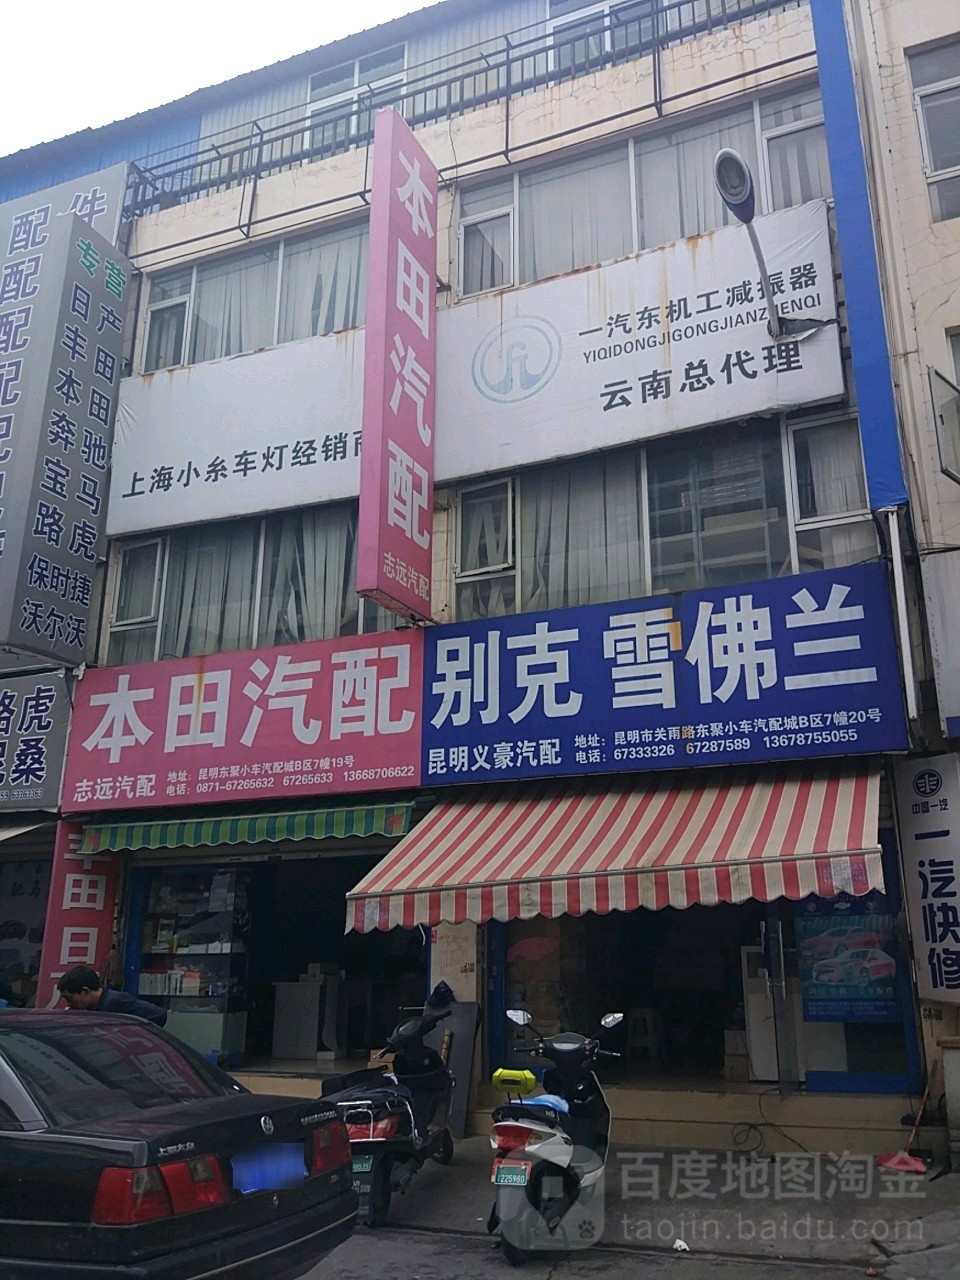 配件
配
配
配
专营
日产
丰田
本田
奔驰
宝马
路虎
保时捷
沃尔沃
本田汽配
志远汽配
一汽东机工减振器
YIQIDONGJIGONGJIANZHENQI
云南总代理
上海小糸车灯经销商
本田汽配
志远汽配
地址：昆明东聚小车汽配城B区7幢19号
电话：0871-67265632 67265633 13668706622
别克 雪佛兰
昆明义豪汽配
地址：昆明市关雨路东聚小车汽配城B区7幢20号
电话：67333326 67287589 13678755055
路虎
尼桑
63363363
丰田
中国一汽
一汽快修
225980
百度地图淘金
taojin.baidu.com